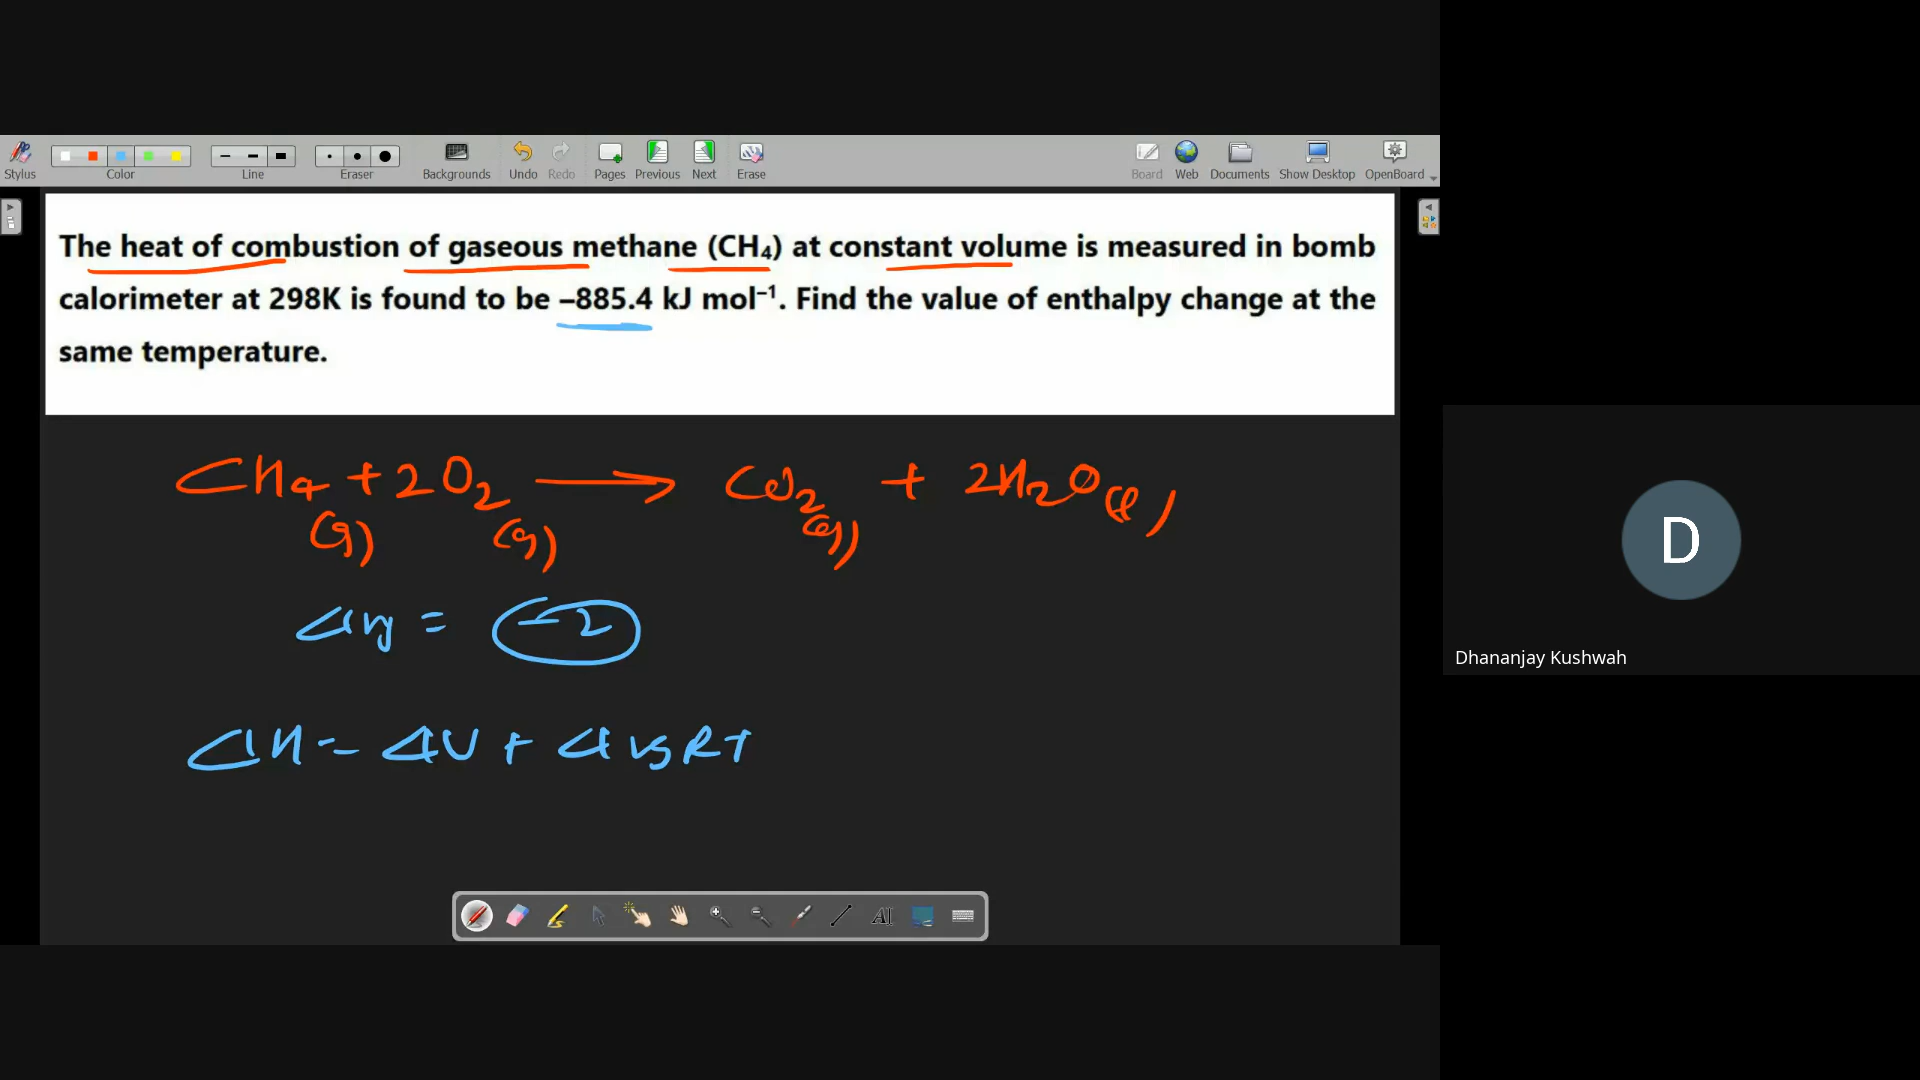 Stylus Color Line Eraser Backgrounds Undo Redo Pages Previous Next Erase Board Web Documents Show Desktop OpenBoard
The heat of combustion of gaseous methane (CH₄) at constant volume is measured in bomb
calorimeter at 298K is found to be –885.4 kJ mol⁻¹. Find the value of enthalpy change at the
same temperature.
CH₄(g) + 2O₂(g) ⟶ CO₂(g) + 2H₂O(l)
Δng = –2
ΔH = ΔU + ΔngRT
D
Dhananjay Kushwah